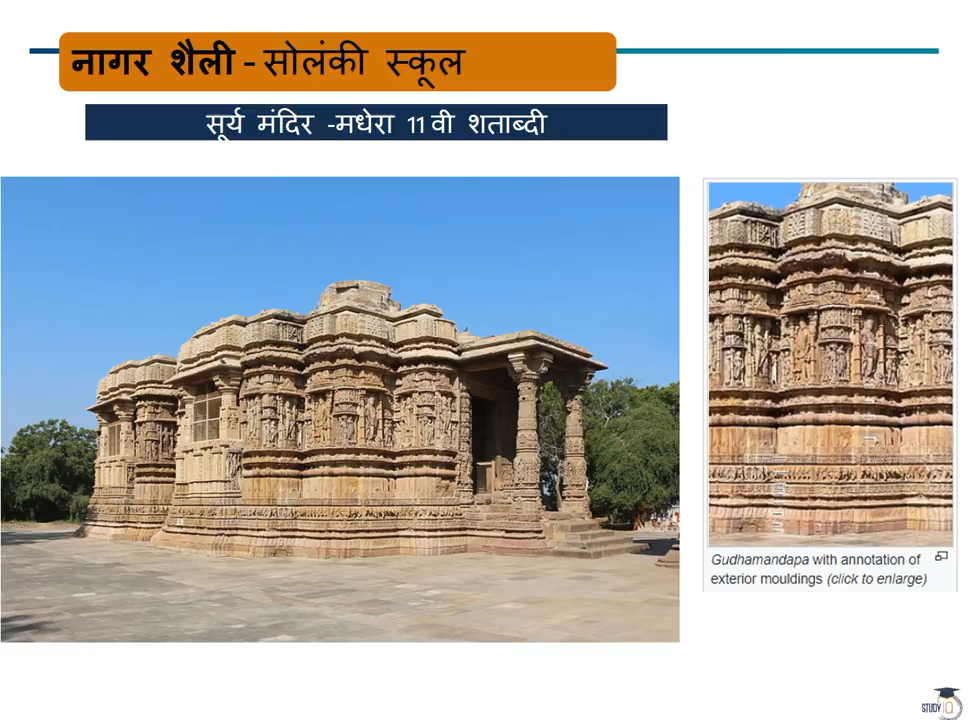 नागर शैली - सोलंकी स्कूल
सूर्य मंदिर -मधेरा 11 वी शताब्दी
Gudhamandapa with annotation of
exterior mouldings (click to enlarge)
STUDY IQ